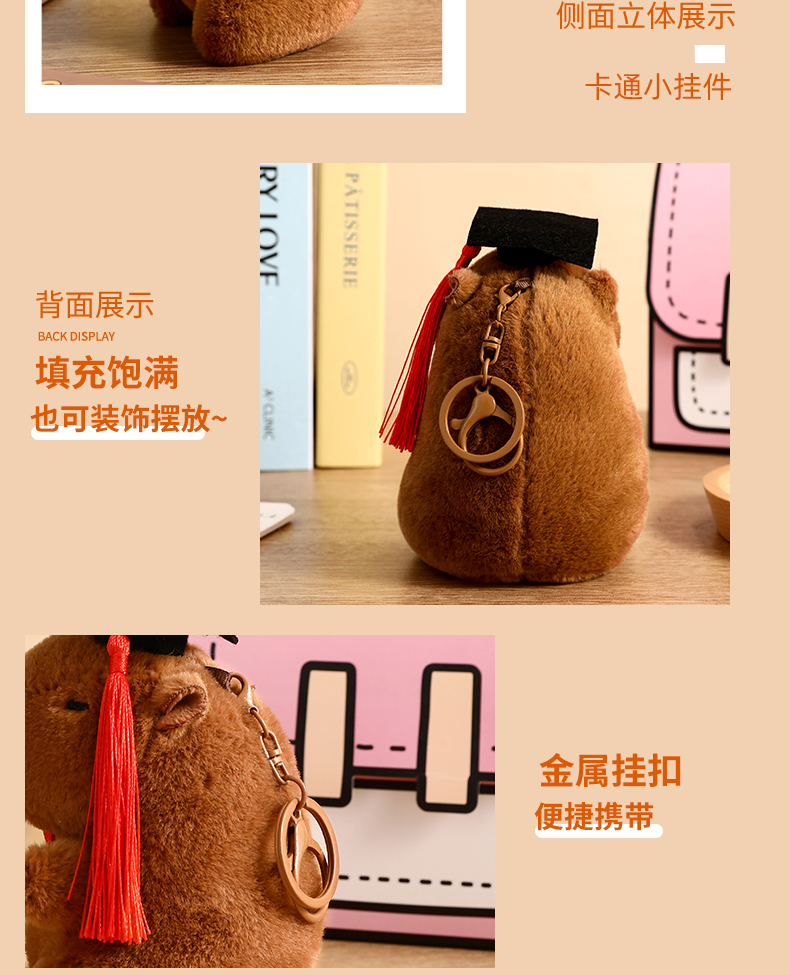 侧面立体展示
卡通小挂件
背面展示
BACK DISPLAY
填充饱满
也可装饰摆放~
RY LOVE
PÂTISSERIE
金属挂扣
便捷携带